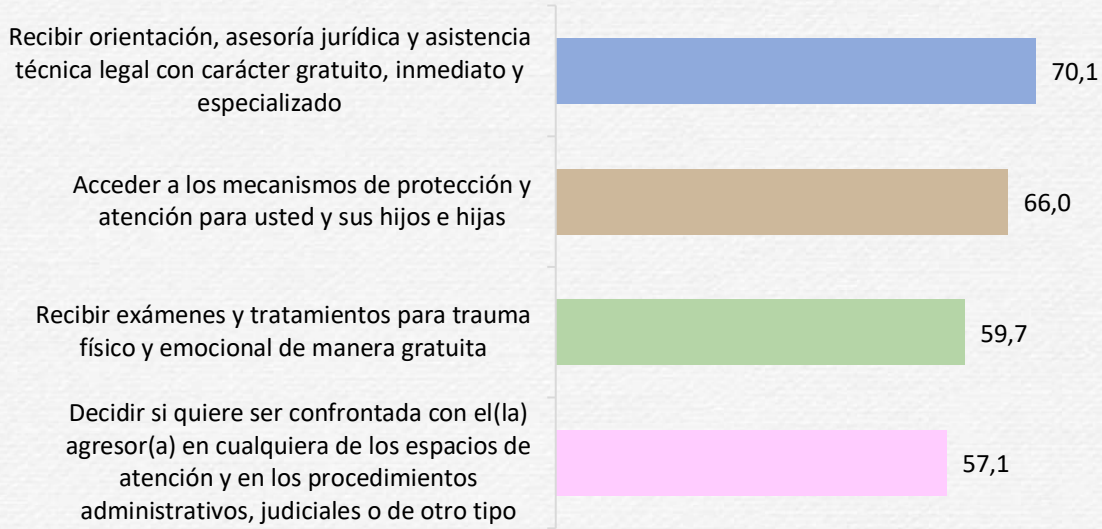 Recibir orientación, asesoría jurídica y asistencia
técnica legal con carácter gratuito, inmediato y
especializado
70,1
Acceder a los mecanismos de protección y
atención para usted y sus hijos e hijas
66,0
Recibir exámenes y tratamientos para trauma
físico y emocional de manera gratuita
59,7
Decidir si quiere ser confrontada con el(la)
agresor(a) en cualquiera de los espacios de
atención y en los procedimientos
administrativos, judiciales o de otro tipo
57,1